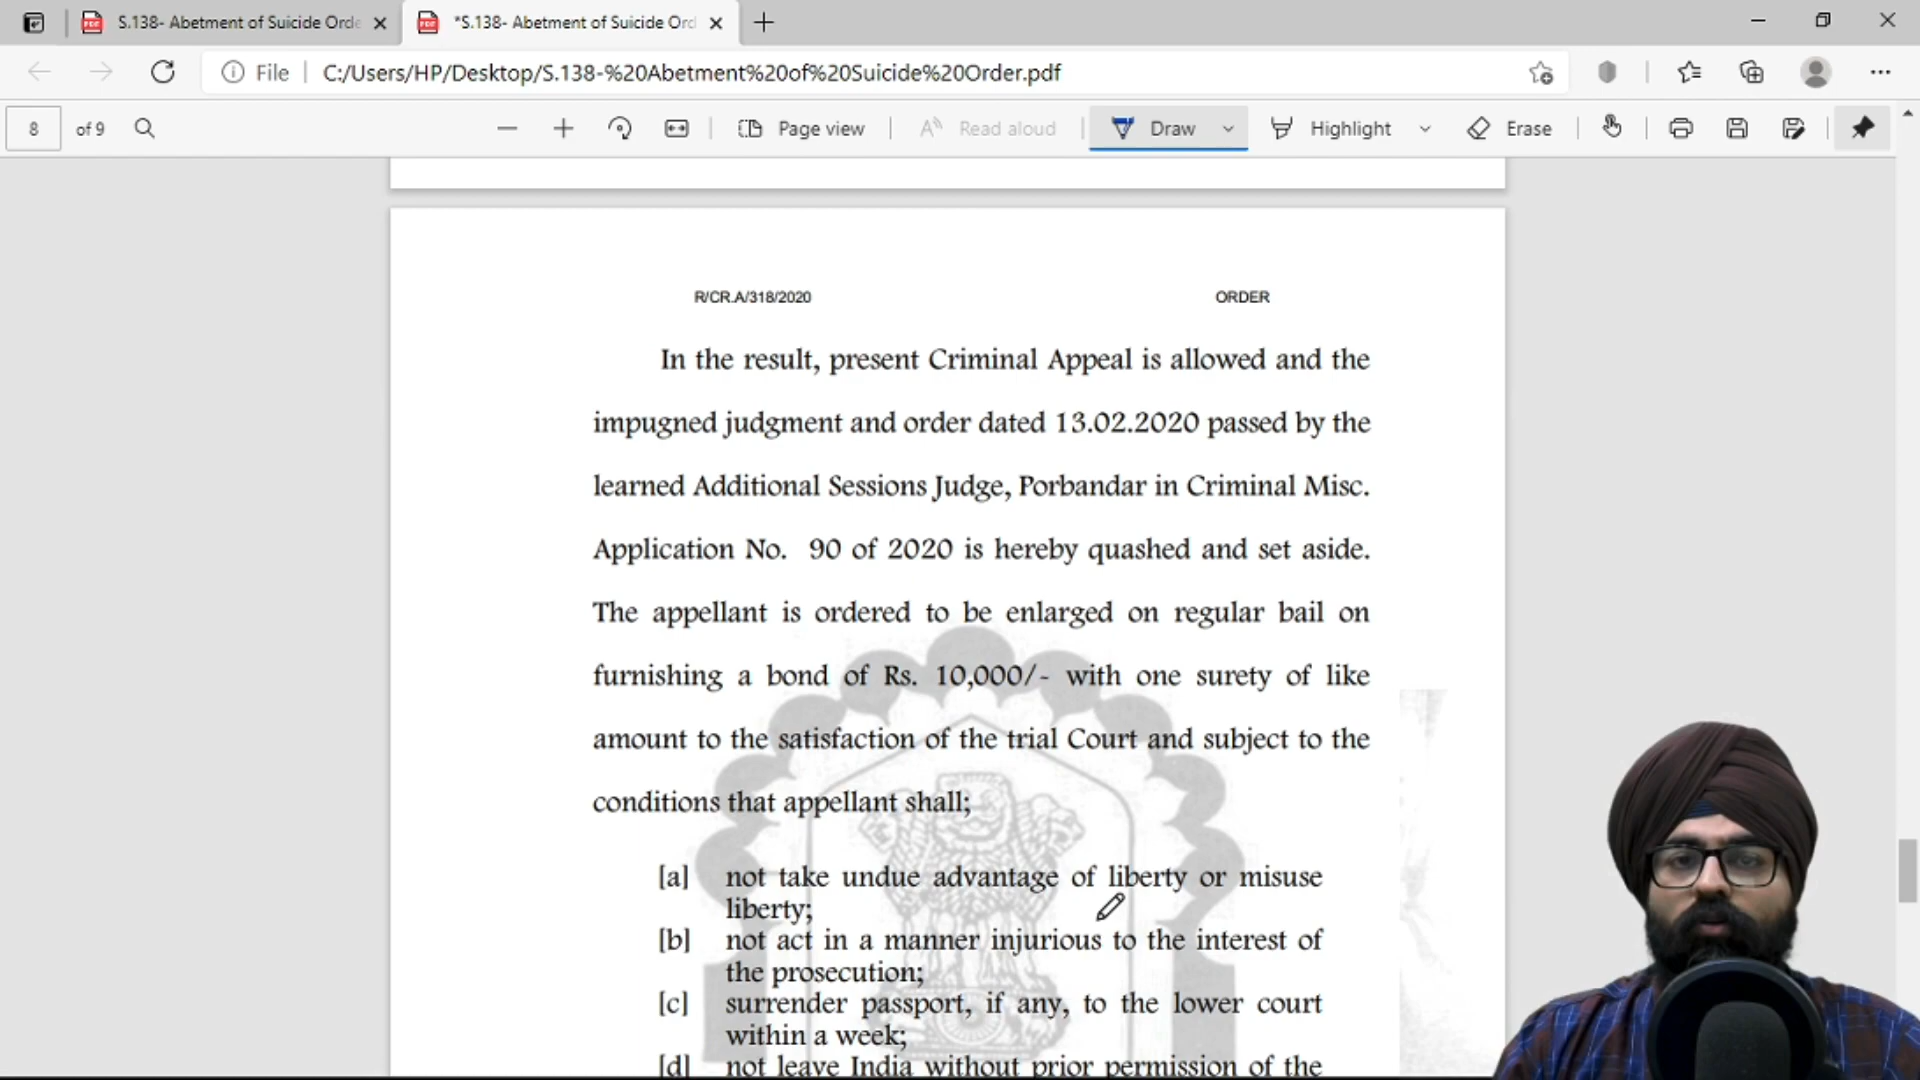 S.138- Abetment of Suicide Orde
*S.138- Abetment of Suicide Ord
File
C:/Users/HP/Desktop/S.138-%20Abetment%20of%20Suicide%20Order.pdf
8 of 9
Page view
Read aloud
Draw
Highlight
Erase
R/CR.A/318/2020
ORDER
In the result, present Criminal Appeal is allowed and the
impugned judgment and order dated 13.02.2020 passed by the
learned Additional Sessions Judge, Porbandar in Criminal Misc.
Application No. 90 of 2020 is hereby quashed and set aside.
The appellant is ordered to be enlarged on regular bail on
furnishing a bond of Rs. 10,000/- with one surety of like
amount to the satisfaction of the trial Court and subject to the
conditions that appellant shall;
[a] not take undue advantage of liberty or misuse
liberty;
[b] not act in a manner injurious to the interest of
the prosecution;
[c] surrender passport, if any, to the lower court
within a week;
[d] not leave India without prior permission of the